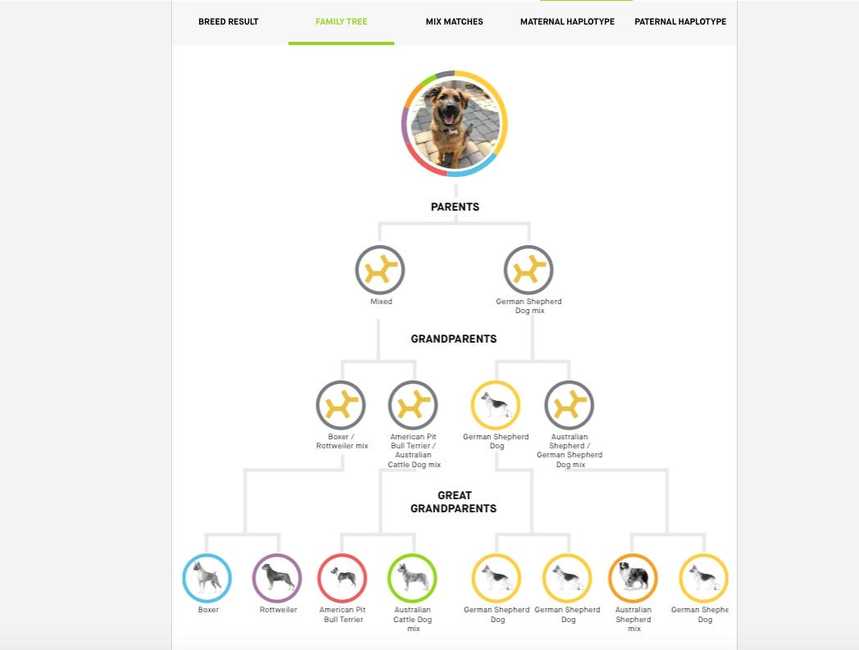 BREED RESULT
FAMILY TREE
MIX MATCHES
MATERNAL HAPLOTYPE
PATERNAL HAPLOTYPE
PARENTS
Mixed
German Shepherd
Dog mix
GRANDPARENTS
Boxer /
Rottweiler mix
American Pit
Bull Terrier /
Australian
Cattle Dog mix
German Shepherd
Dog
Australian
Shepherd /
German Shepherd
Dog mix
GREAT
GRANDPARENTS
Boxer
Rottweiler
American Pit
Bull Terrier
Australian
Cattle Dog
mix
German Shepherd
Dog
German Shepherd
Dog
Australian
Shepherd
mix
German Shephe
Dog